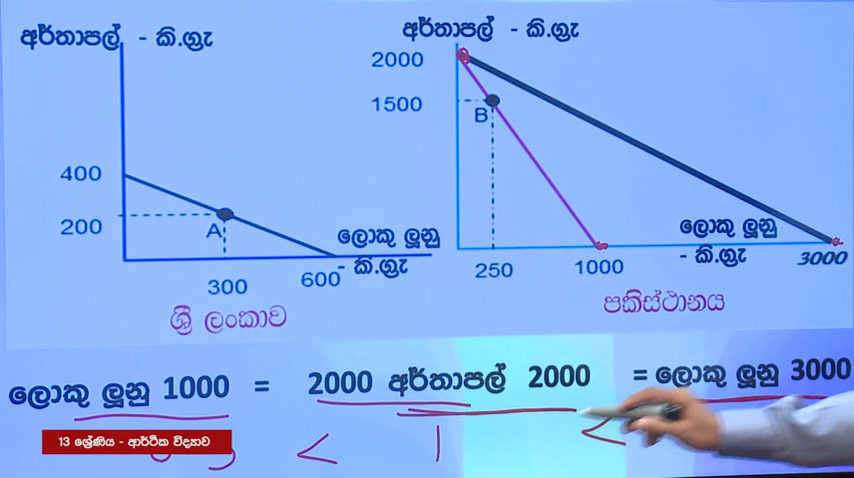 අර්තාපල් - කි.ග්‍රැ
400
200
A
300
600
ලොකු ලූනු
- කි.ග්‍රැ
ශ්‍රී ලංකාව
අර්තාපල් - කි.ග්‍රැ
2000
1500
B
250
1000
ලොකු ලූනු
- කි.ග්‍රැ
3000
පකිස්ථානය
ලොකු ලූනු 1000 = 2000 අර්තාපල් 2000 = ලොකු ලූනු 3000
< 1 <
13 ශ්‍රේණිය - ආර්ථික විද්‍යාව